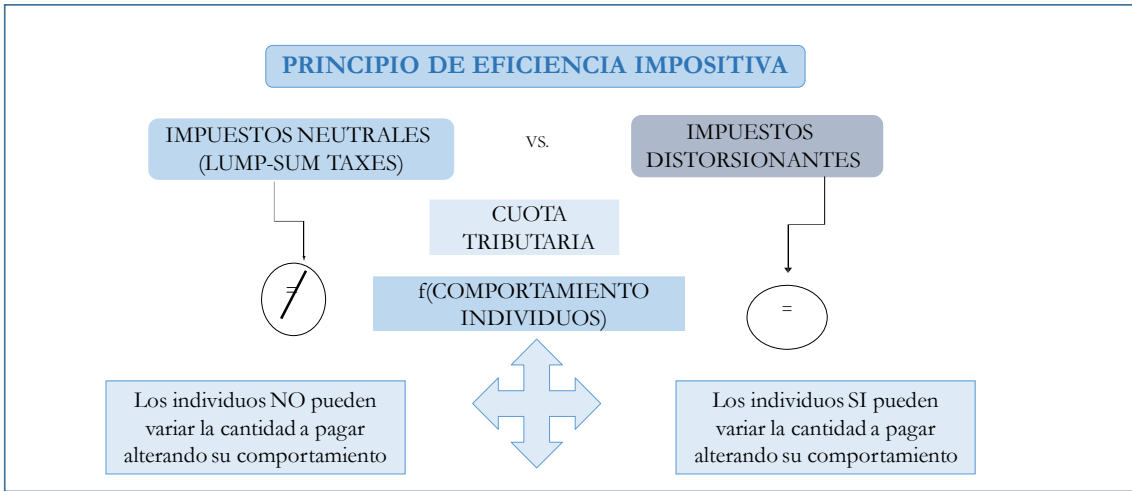 PRINCIPIO DE EFICIENCIA IMPOSITIVA
IMPUESTOS NEUTRALES
(LUMP-SUM TAXES)
VS.
IMPUESTOS
DISTORSIONANTES
CUOTA
TRIBUTARIA
=
f(COMPORTAMIENTO
INDIVIDUOS)
=
Los individuos NO pueden
variar la cantidad a pagar
alterando su comportamiento
Los individuos SI pueden
variar la cantidad a pagar
alterando su comportamiento